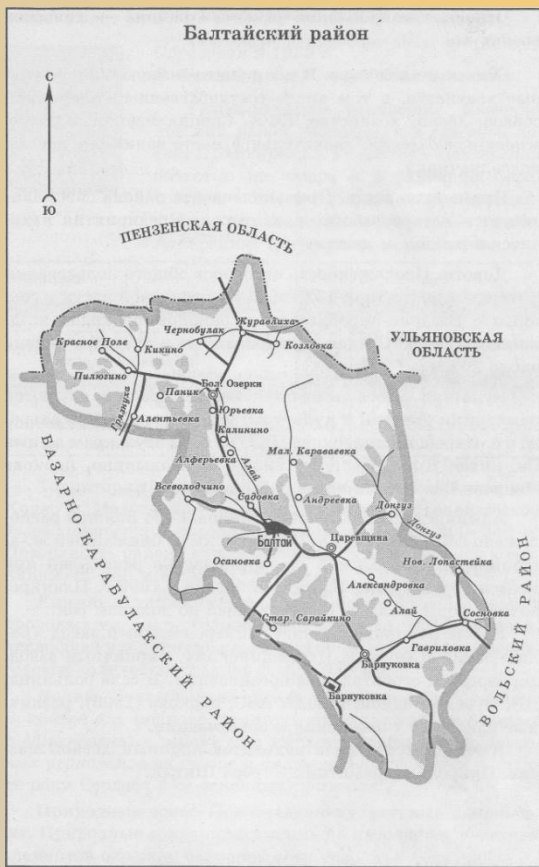 Балтайский район
С
Ю
ПЕНЗЕНСКАЯ ОБЛАСТЬ
УЛЬЯНОВСКАЯ
ОБЛАСТЬ
Журавлиха
Чернобулак
Козловка
Красное Поле
Кикино
Пилюгино
Бол. Озерки
Паник
Юрьевка
Грязнуха
Алентьевка
Калинино
Мал. Караваевка
Алферьевка
Алай
Всеволодчино
Садовка
Андреевка
Донгуз
Донгуз
Балтай
Царевщина
Осановка
Нов. Лопастейка
Александровка
Алай
Сосновка
Стар. Сарайкино
Гавриловка
Барнуковка
Барнуковка
БАЗАРНО-КАРАБУЛАКСКИЙ РАЙОН
ВОЛЬСКИЙ РАЙОН